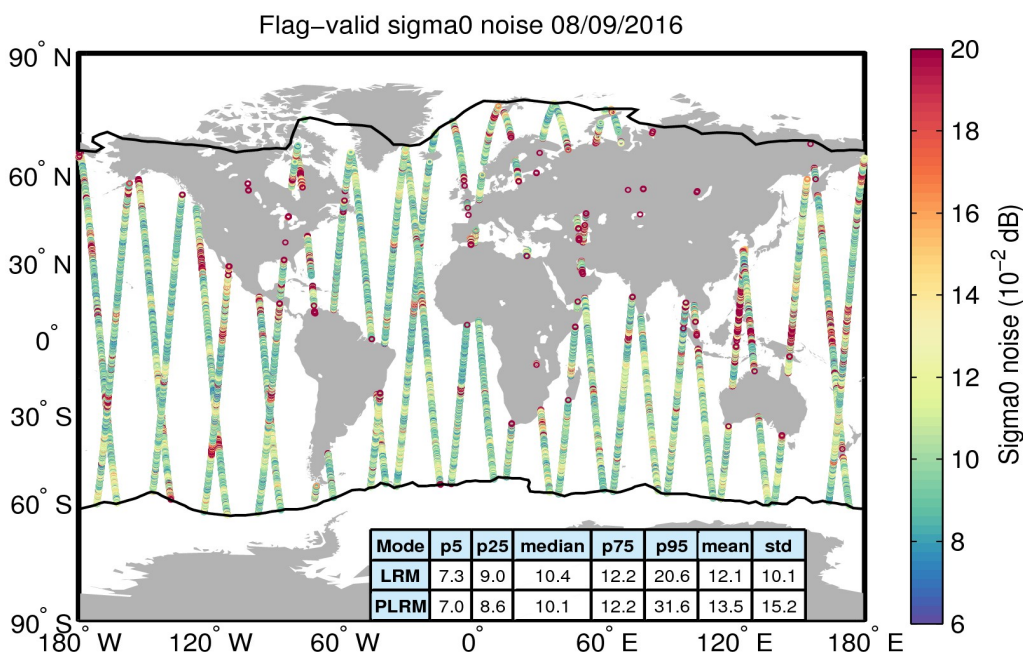 Flag−valid sigma0 noise 08/09/2016
90° N
60° N
30° N
0°
30° S
60° S
90° S
180° W
120° W
60° W
0°
60° E
120° E
180° E
20
18
16
14
12
10
8
6
Sigma0 noise (10⁻² dB)
Mode p5 p25 median p75 p95 mean std
LRM 7.3 9.0 10.4 12.2 20.6 12.1 10.1
PLRM 7.0 8.6 10.1 12.2 31.6 13.5 15.2